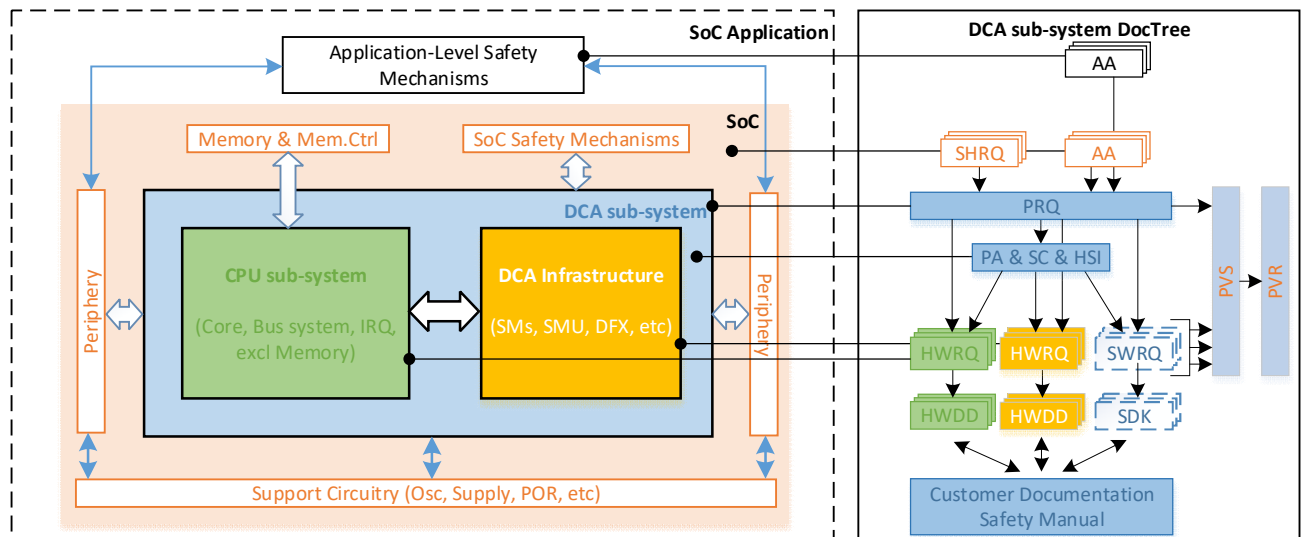 SoC Application
Application-Level Safety
Mechanisms
SoC
Memory & Mem.Ctrl
SoC Safety Mechanisms
DCA sub-system
Periphery
CPU sub-system
(Core, Bus system, IRQ,
excl Memory)
DCA Infrastructure
(SMs, SMU, DFX, etc)
Periphery
Support Circuitry (Osc, Supply, POR, etc)
DCA sub-system DocTree
AA
SHRQ
AA
PRQ
PA & SC & HSI
PVS
PVR
HWRQ
HWRQ
SWRQ
HWDD
HWDD
SDK
Customer Documentation
Safety Manual